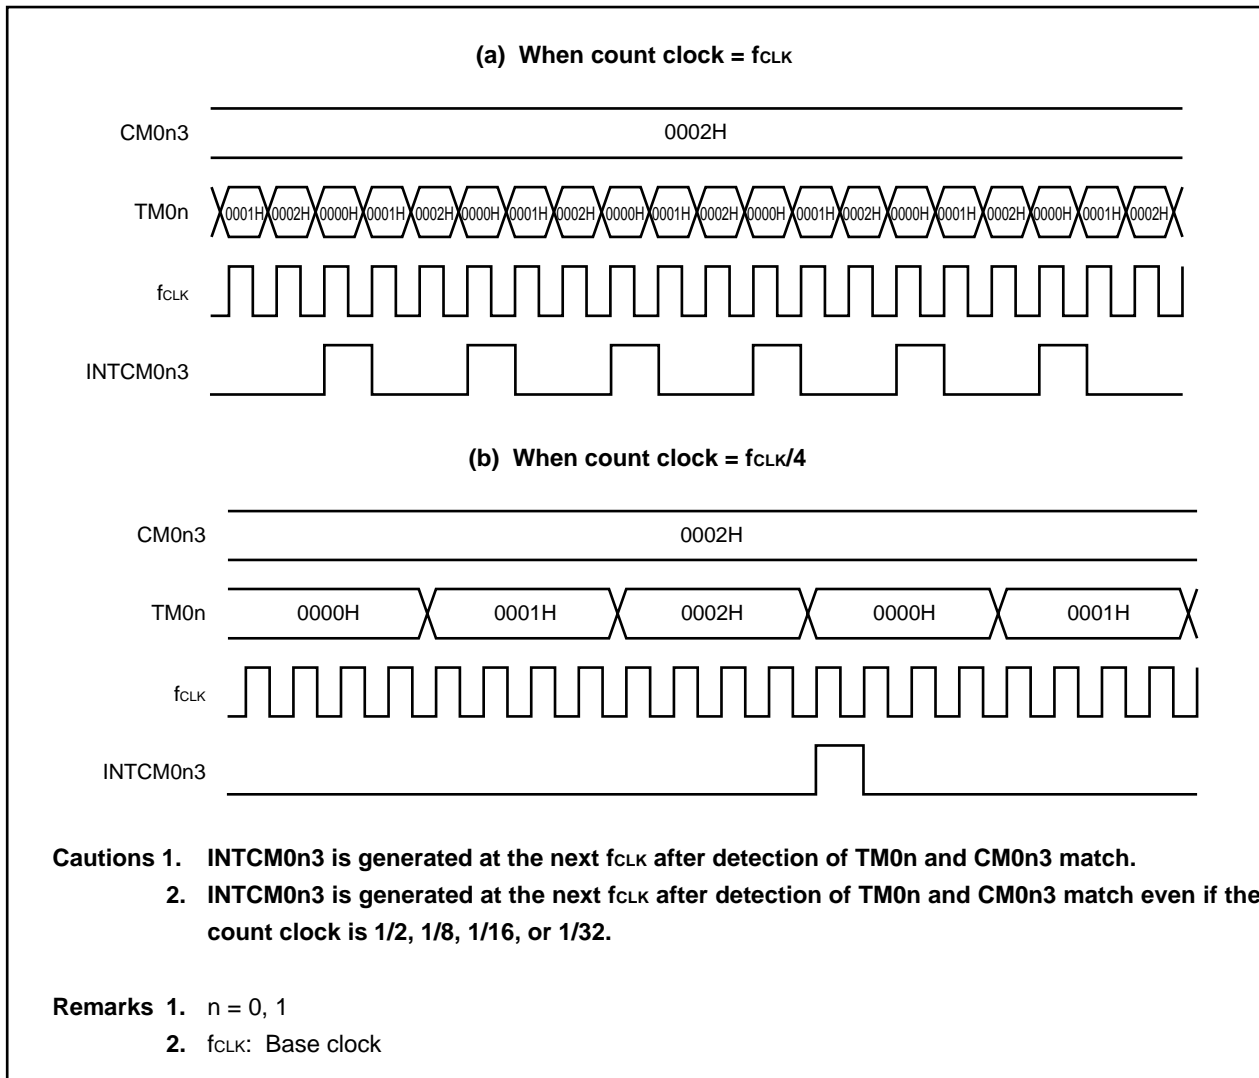 (a) When count clock = fCLK
CM0n3
0002H
TM0n
0001H 0002H 0000H 0001H 0002H 0000H 0001H 0002H 0000H 0001H 0002H 0000H 0001H 0002H 0000H 0001H 0002H 0000H 0001H 0002H
fCLK
INTCM0n3
(b) When count clock = fCLK/4
CM0n3
0002H
TM0n
0000H 0001H 0002H 0000H 0001H
fCLK
INTCM0n3
Cautions 1. INTCM0n3 is generated at the next fCLK after detection of TM0n and CM0n3 match.
2. INTCM0n3 is generated at the next fCLK after detection of TM0n and CM0n3 match even if the
count clock is 1/2, 1/8, 1/16, or 1/32.
Remarks 1. n = 0, 1
2. fCLK: Base clock